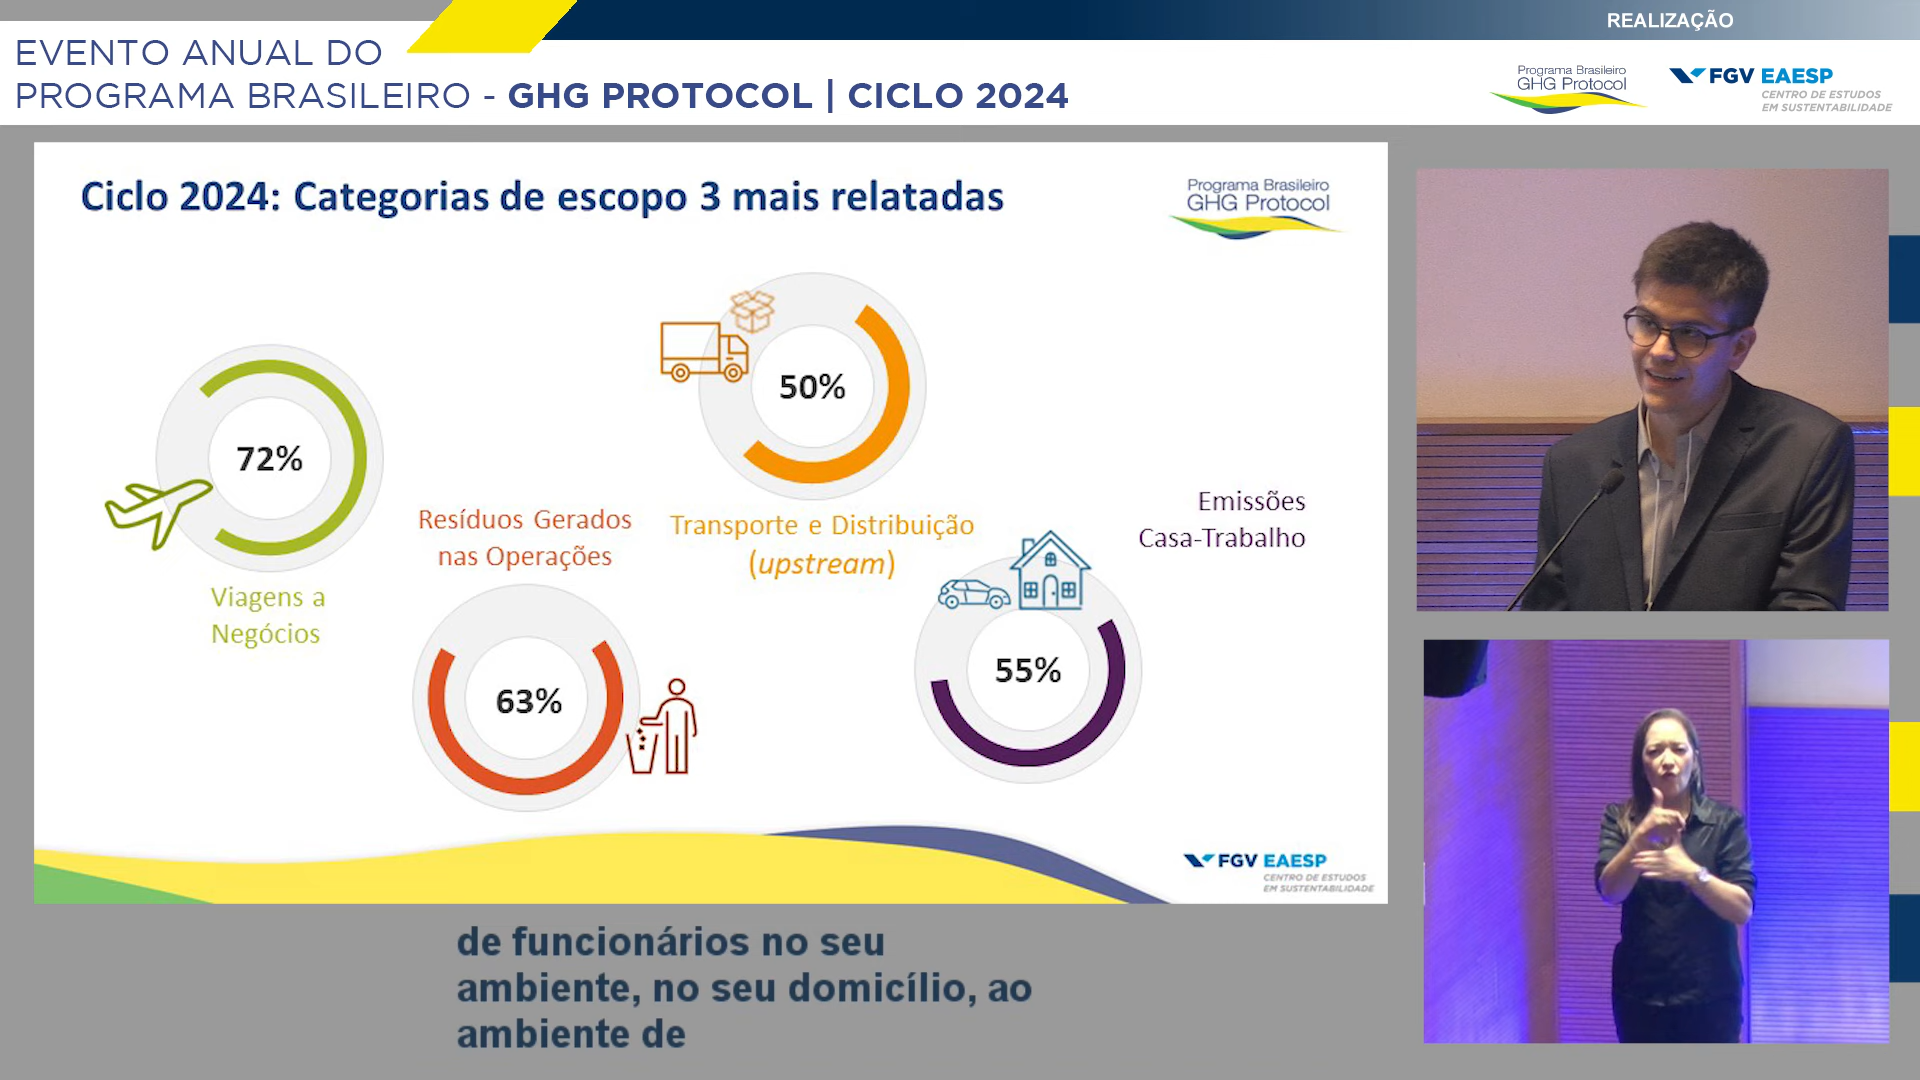 REALIZAÇÃO
EVENTO ANUAL DO
PROGRAMA BRASILEIRO - GHG PROTOCOL | CICLO 2024
Programa Brasileiro
GHG Protocol
FGV EAESP
CENTRO DE ESTUDOS
EM SUSTENTABILIDADE
Ciclo 2024: Categorias de escopo 3 mais relatadas
Programa Brasileiro
GHG Protocol
72%
Viagens a
Negócios
Resíduos Gerados
nas Operações
63%
50%
Transporte e Distribuição
(upstream)
Emissões
Casa-Trabalho
55%
FGV EAESP
CENTRO DE ESTUDOS
EM SUSTENTABILIDADE
de funcionários no seu
ambiente, no seu domicílio, ao
ambiente de